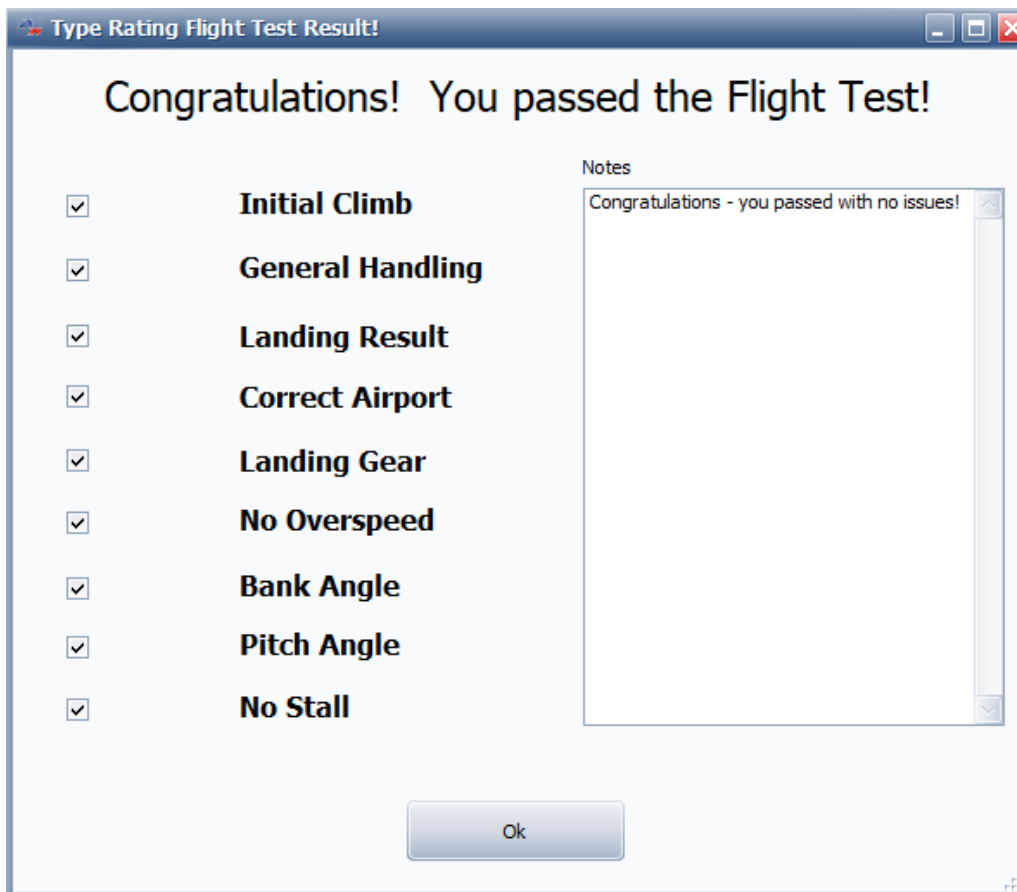 Type Rating Flight Test Result!
Congratulations!  You passed the Flight Test!
Notes
Congratulations - you passed with no issues!
Initial Climb
General Handling
Landing Result
Correct Airport
Landing Gear
No Overspeed
Bank Angle
Pitch Angle
No Stall
Ok